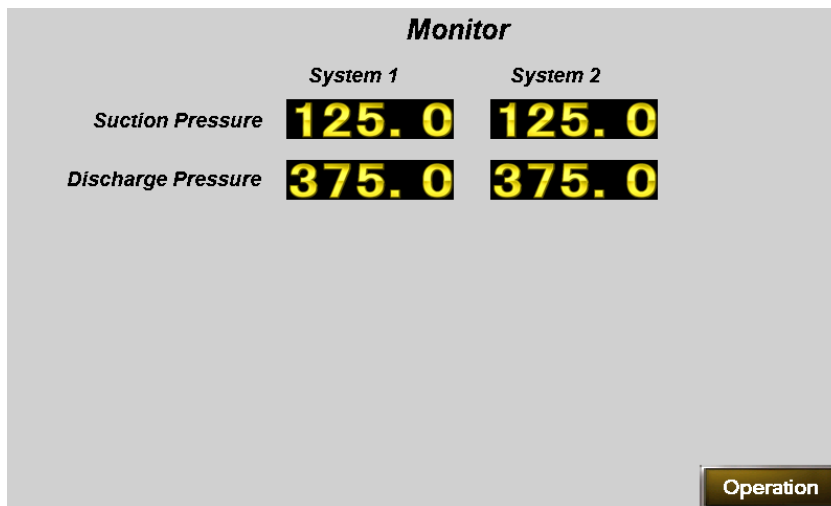 Monitor
System 1 System 2
Suction Pressure 125.0 125.0
Discharge Pressure 375.0 375.0
Operation